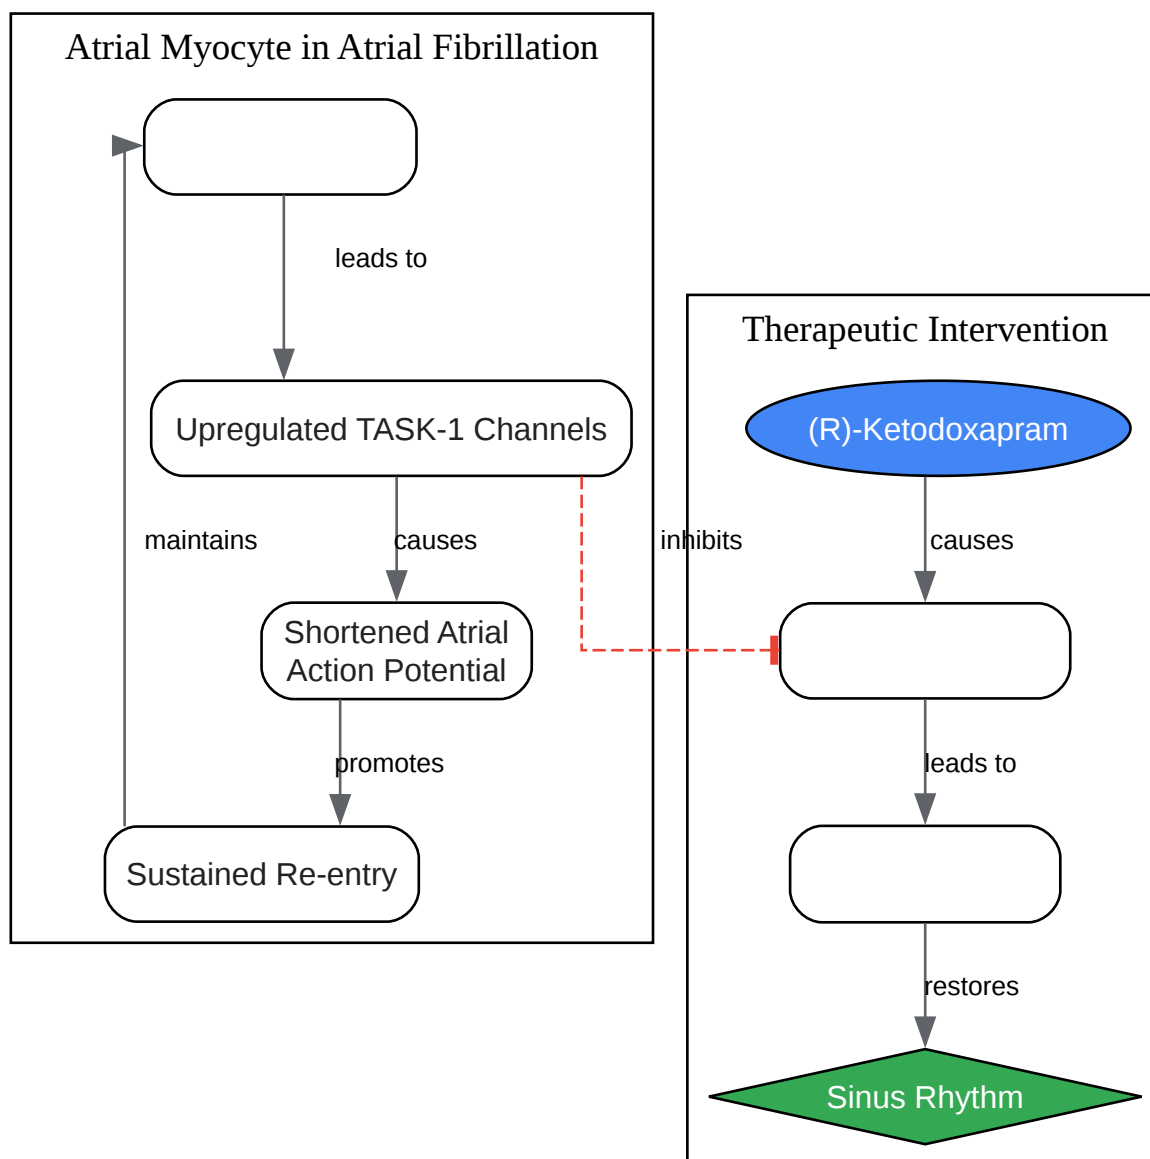 Atrial Myocyte in Atrial Fibrillation
leads to
Upregulated TASK-1 Channels
maintains
causes
Shortened Atrial
Action Potential
promotes
Sustained Re-entry
inhibits
Therapeutic Intervention
(R)-Ketodoxapram
causes
leads to
restores
Sinus Rhythm